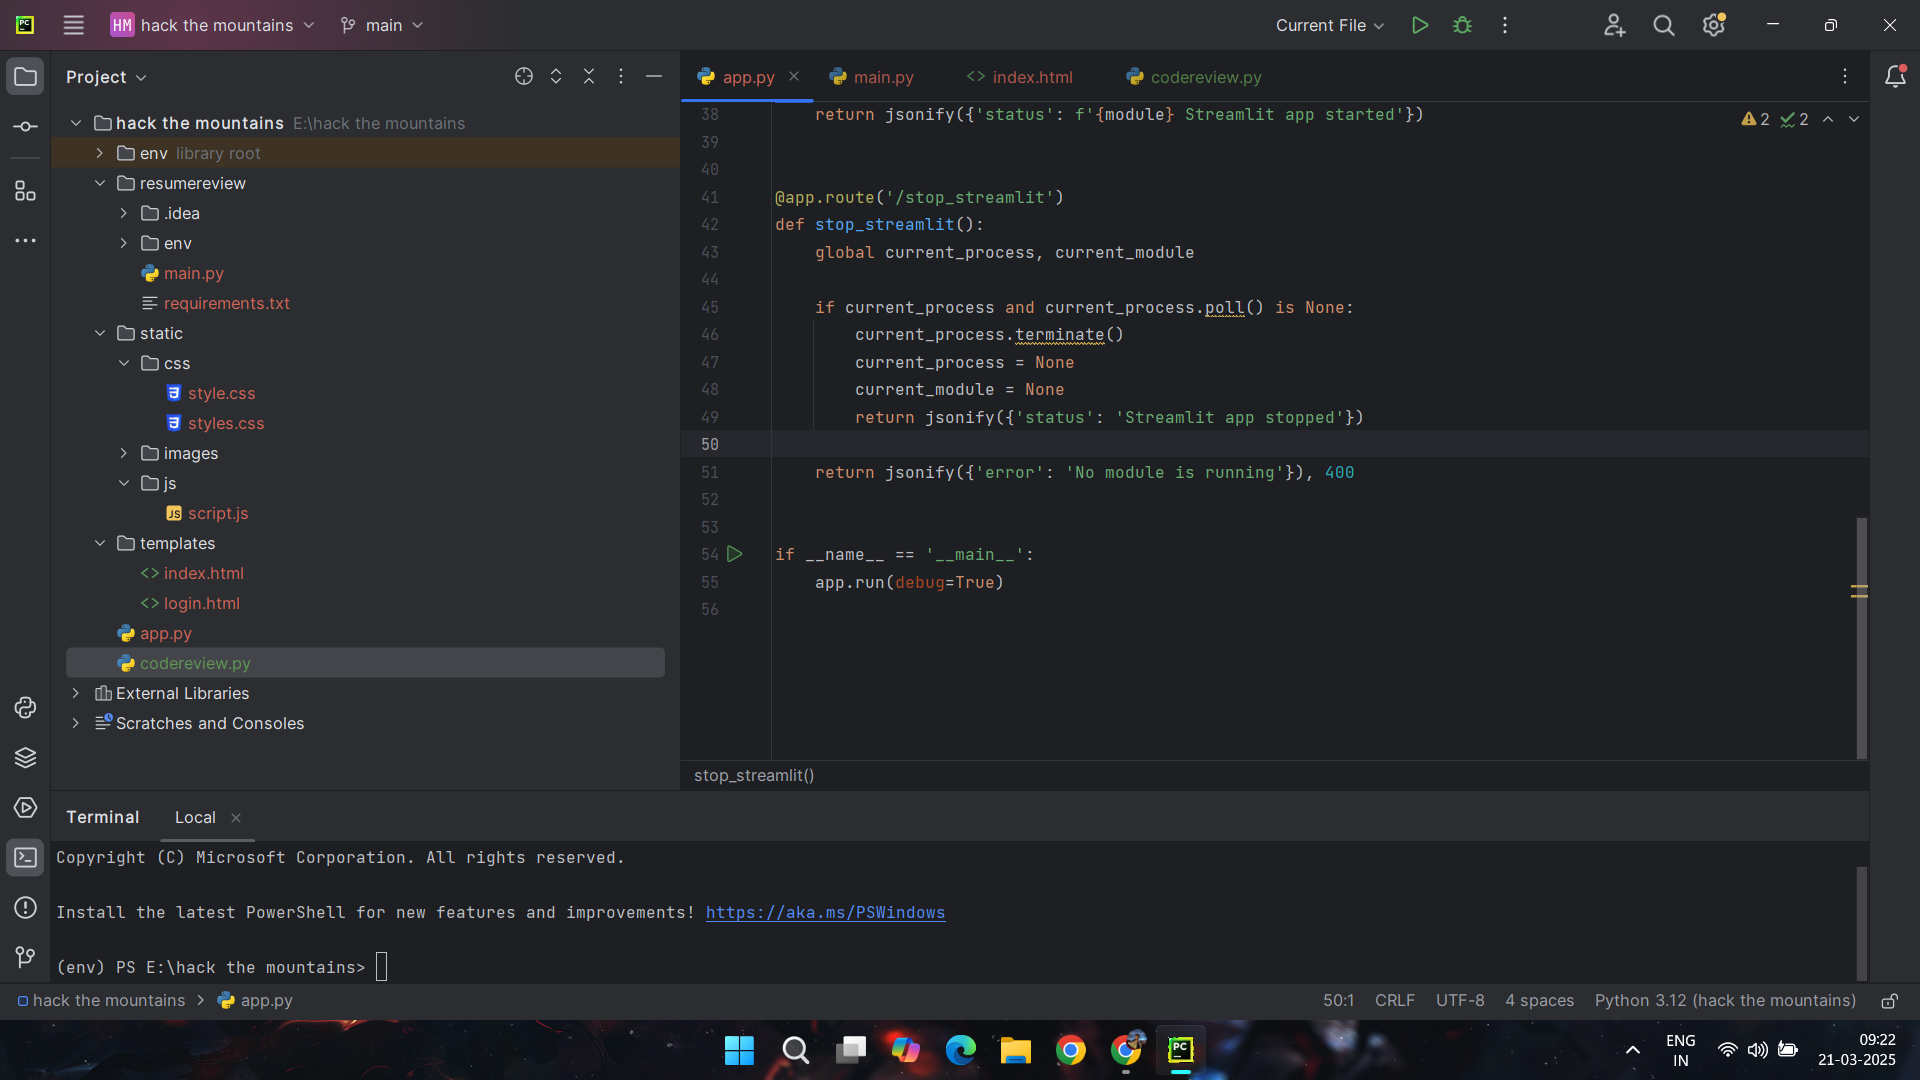 PC
HM hack the mountains
main
Current File
Project
hack the mountains E:\hack the mountains
env library root
resumereview
.idea
env
main.py
requirements.txt
static
css
style.css
styles.css
images
js
JS script.js
templates
<> index.html
<> login.html
app.py
codereview.py
External Libraries
Scratches and Consoles
app.py
main.py
<> index.html
codereview.py
2 2
38 return jsonify({'status': f'{module} Streamlit app started'})
39
40
41 @app.route('/stop_streamlit')
42 def stop_streamlit():
43 global current_process, current_module
44
45 if current_process and current_process.poll() is None:
46 current_process.terminate()
47 current_process = None
48 current_module = None
49 return jsonify({'status': 'Streamlit app stopped'})
50
51 return jsonify({'error': 'No module is running'}), 400
52
53
54 if __name__ == '__main__':
55 app.run(debug=True)
56
stop_streamlit()
Terminal Local
Copyright (C) Microsoft Corporation. All rights reserved.
Install the latest PowerShell for new features and improvements! https://aka.ms/PSWindows
(env) PS E:\hack the mountains>
hack the mountains > app.py
50:1 CRLF UTF-8 4 spaces Python 3.12 (hack the mountains)
PC
ENG
IN
09:22
21-03-2025